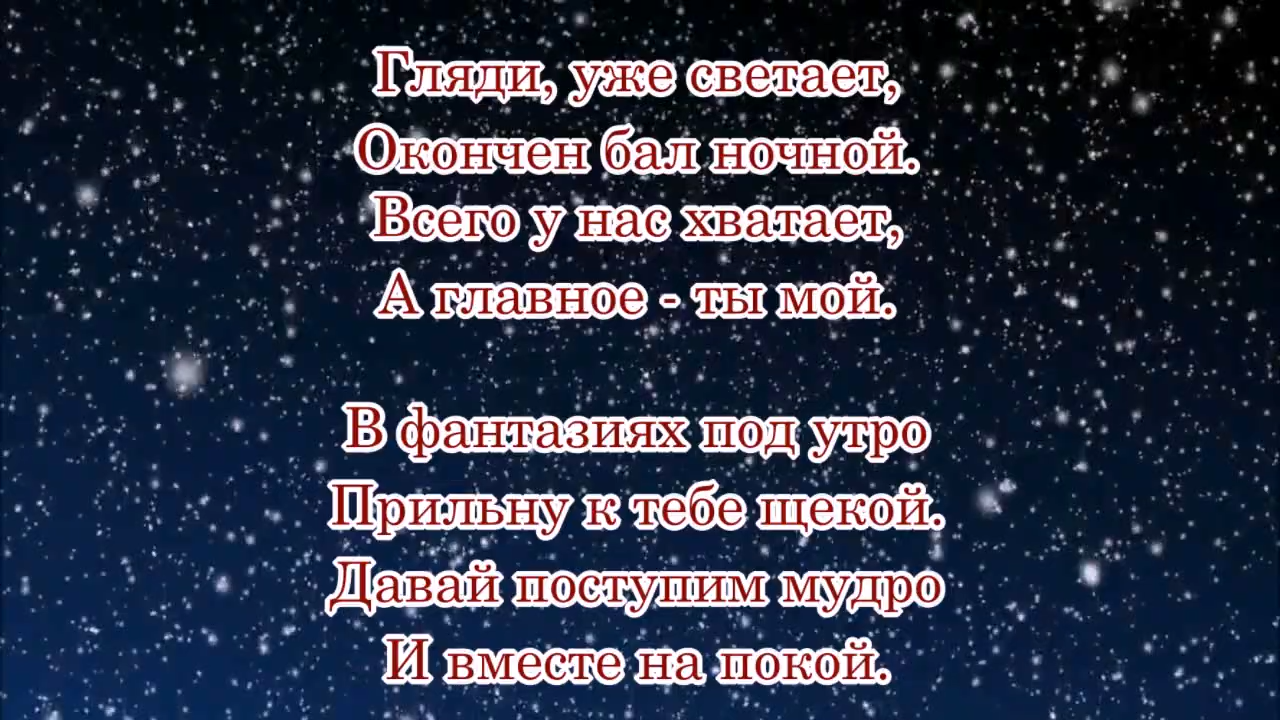 Гляди, уже светает,
Окончен бал ночной.
Всего у нас хватает,
А главное - ты мой.
В фантазиях под утро
Прильну к тебе щекой.
Давай поступим мудро
И вместе на покой.